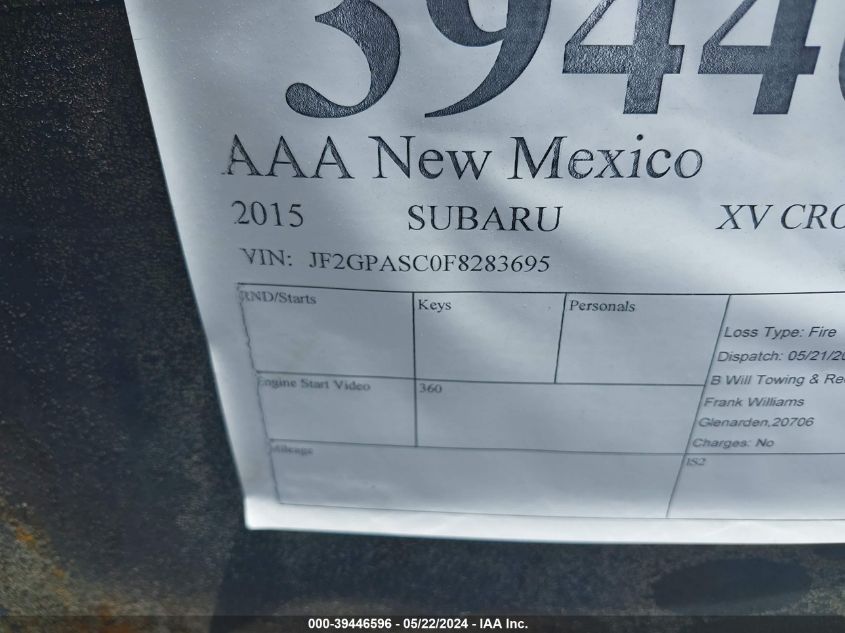 3944
AAA New Mexico
2015 SUBARU XV CRO
VIN: JF2GPASC0F8283695
RND/Starts Keys Personals
Loss Type: Fire
Dispatch: 05/21/20
B Will Towing & Re
Engine Start Video 360
Frank Williams
Glenarden,20706
Charges: No
Mileage IS2
000-39446596 - 05/22/2024 - IAA Inc.